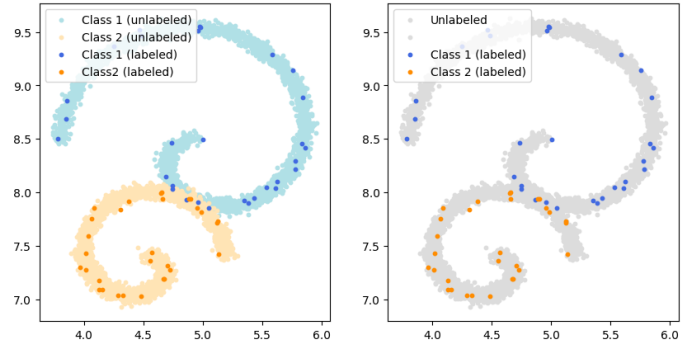 Class 1 (unlabeled)
Class 2 (unlabeled)
Class 1 (labeled)
Class2 (labeled)
9.5
9.0
8.5
8.0
7.5
7.0
4.0 4.5 5.0 5.5 6.0
Unlabeled
Class 1 (labeled)
Class 2 (labeled)
9.5
9.0
8.5
8.0
7.5
7.0
4.0 4.5 5.0 5.5 6.0